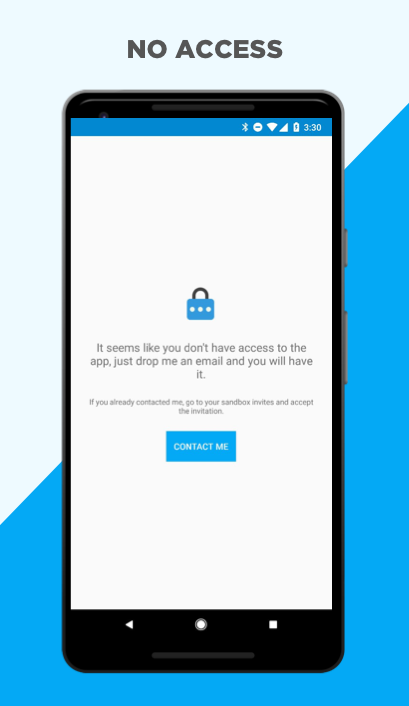 NO ACCESS
3:30
It seems like you don't have access to the
app, just drop me an email and you will have
it.
If you already contacted me, go to your sandbox invites and accept
the invitation.
CONTACT ME